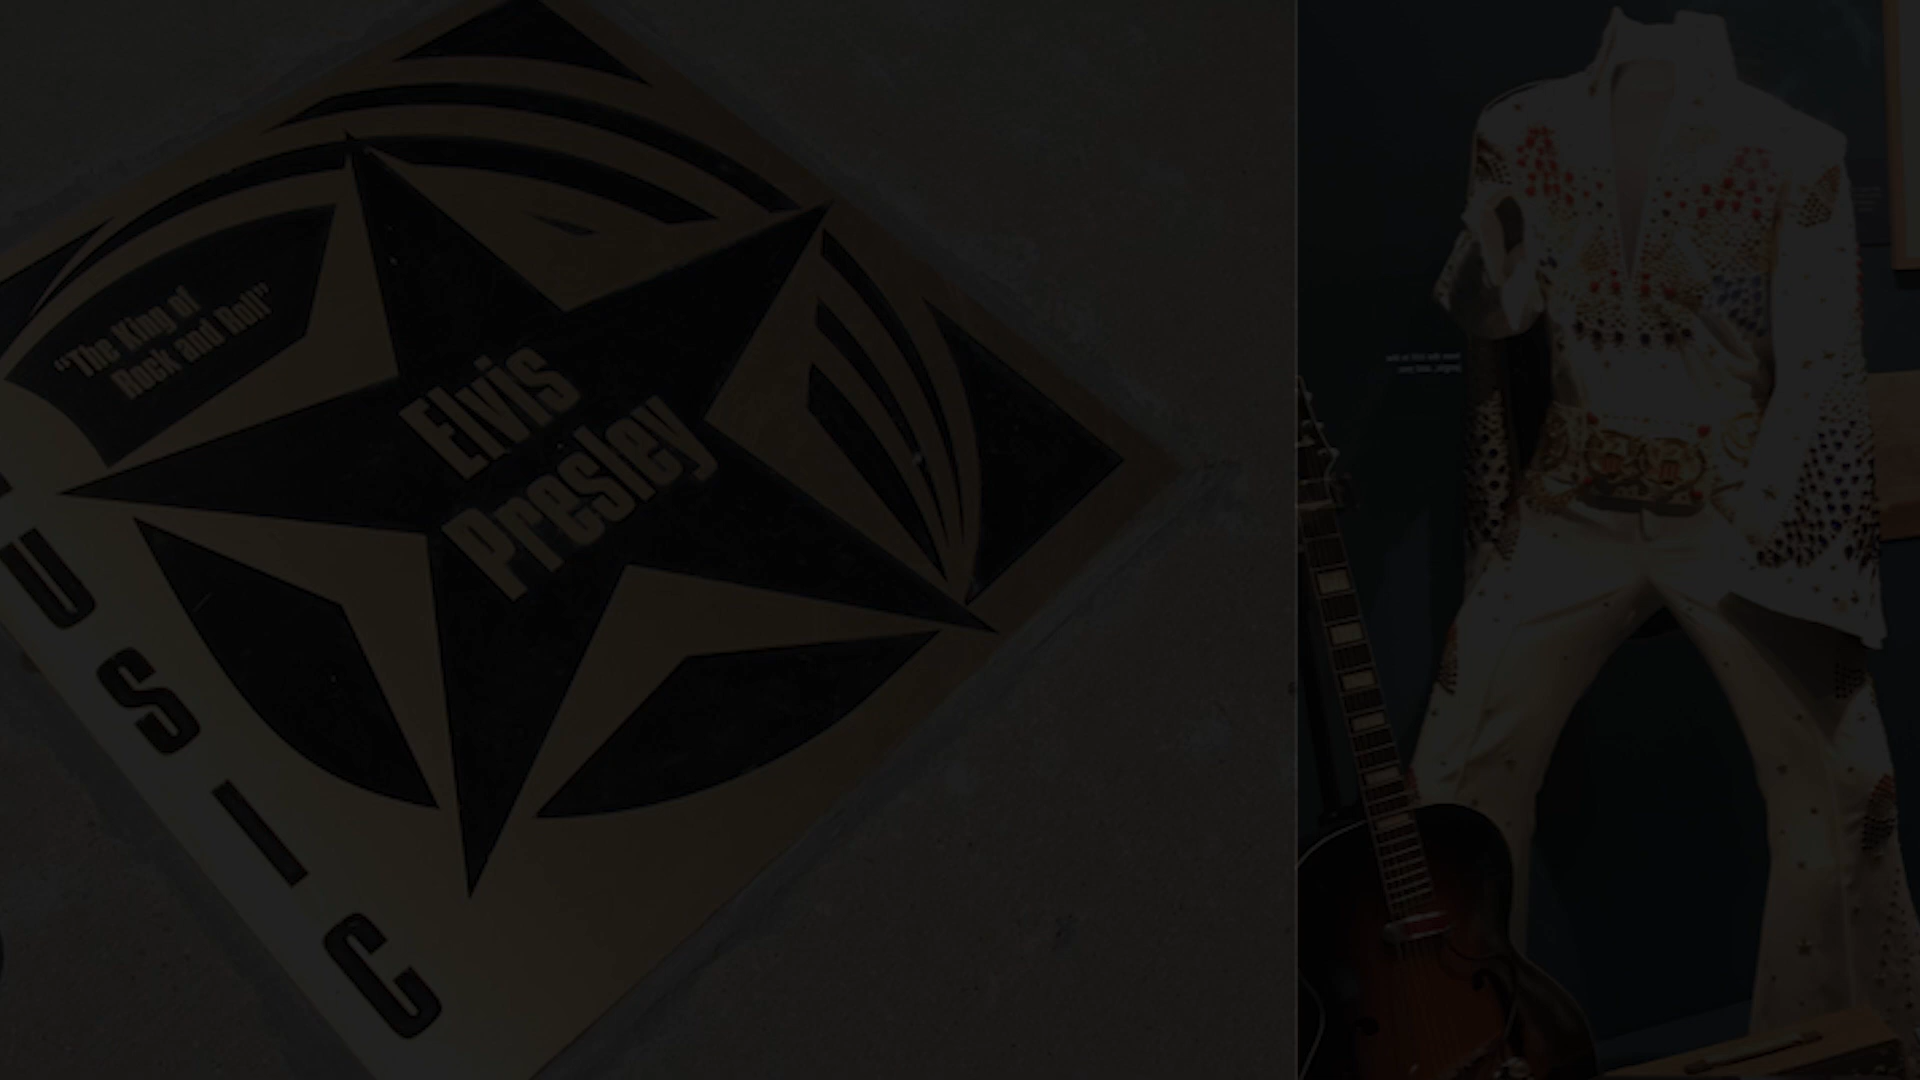 “The King of
Rock and Roll”
Elvis
Presley
USIC